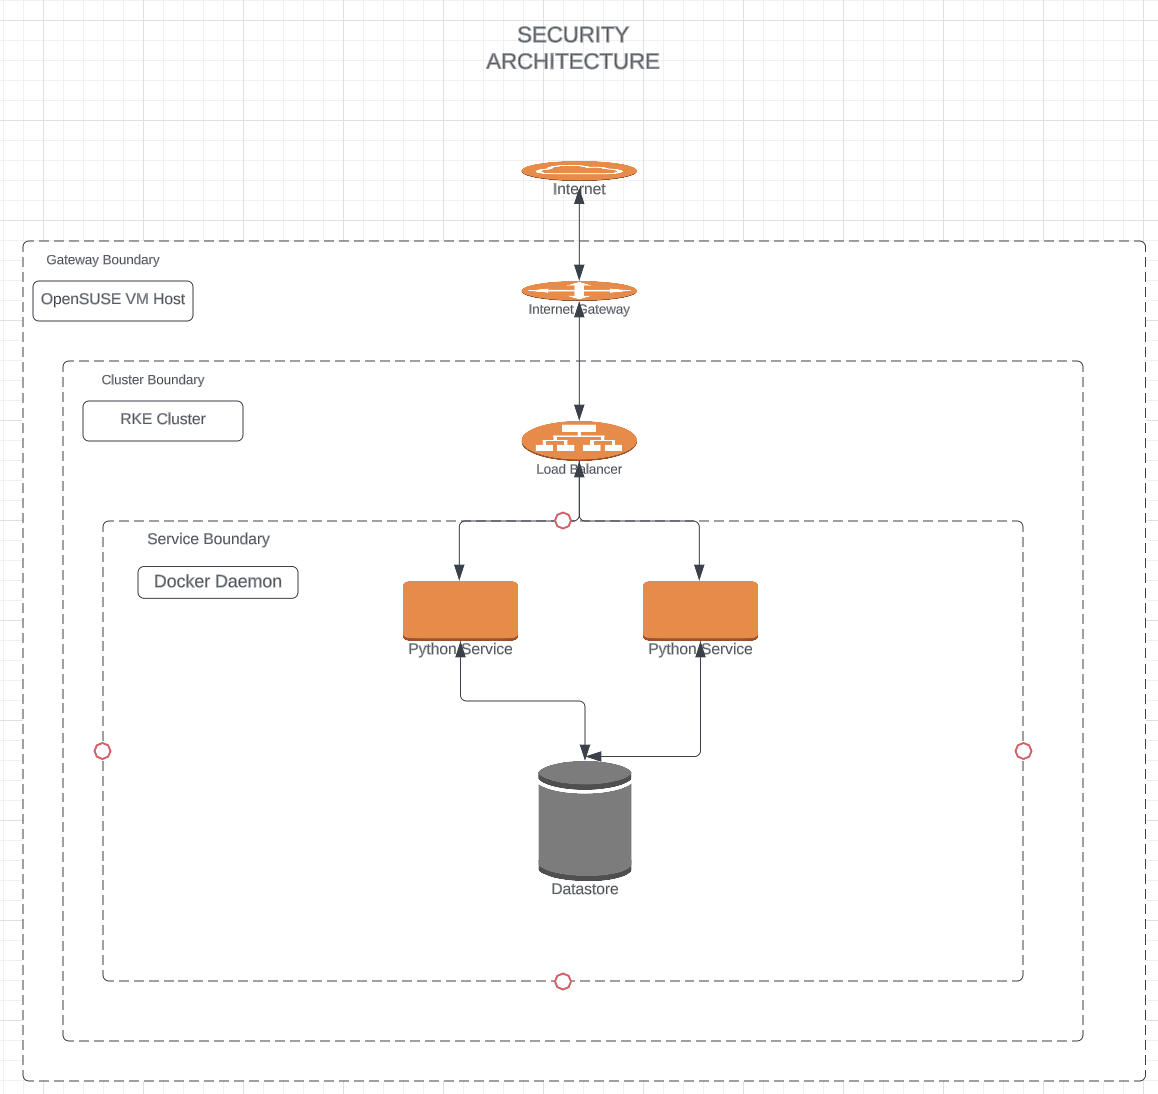 SECURITY
ARCHITECTURE
Internet
Gateway Boundary
OpenSUSE VM Host
Internet Gateway
Cluster Boundary
RKE Cluster
Load Balancer
Service Boundary
Docker Daemon
Python Service
Python Service
Datastore